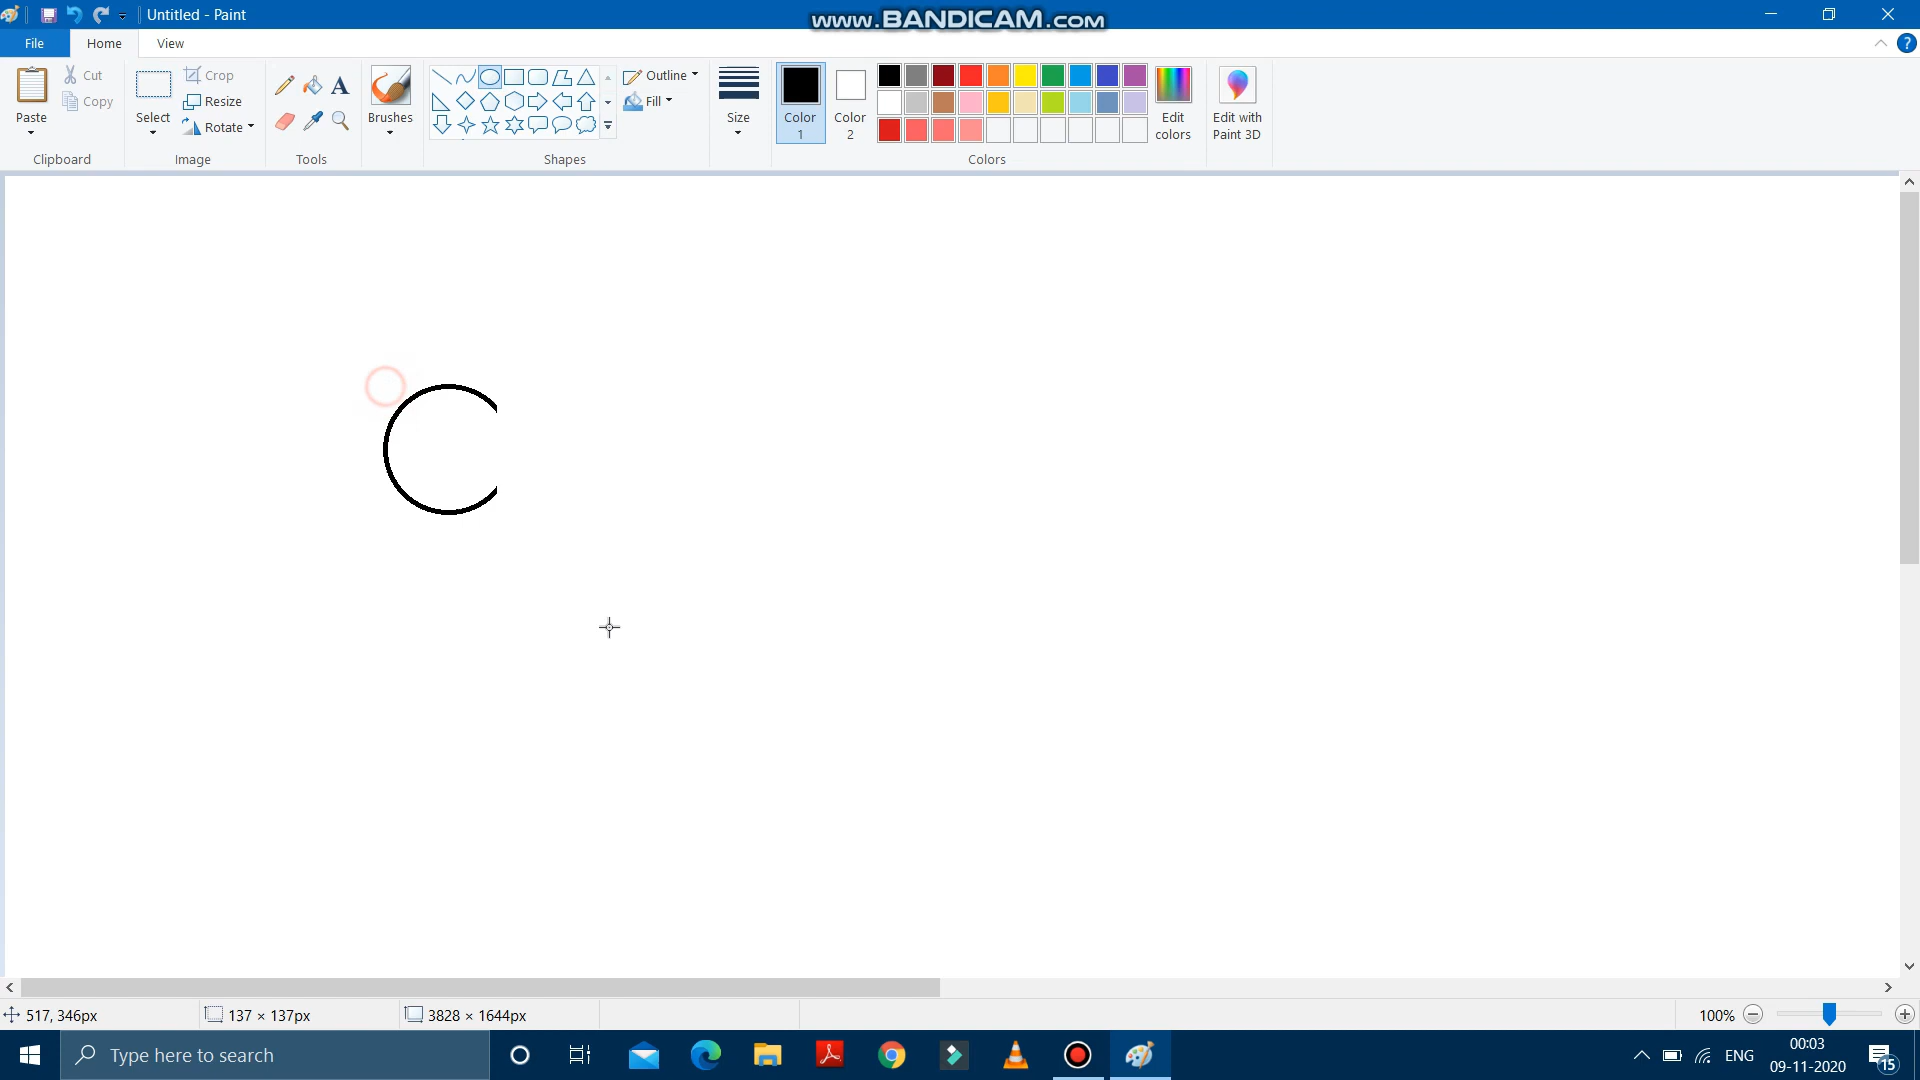 Untitled - Paint
www.BANDICAM.com
File
Home
View
?
Paste
Cut
Copy
Clipboard
Select
Crop
Resize
Rotate
Image
A
Tools
Brushes
Shapes
Outline
Fill
Size
Color
1
Color
2
Edit
colors
Colors
Edit with
Paint 3D
517, 346px
137 × 137px
3828 × 1644px
100%
Type here to search
ENG
00:03
09-11-2020
15